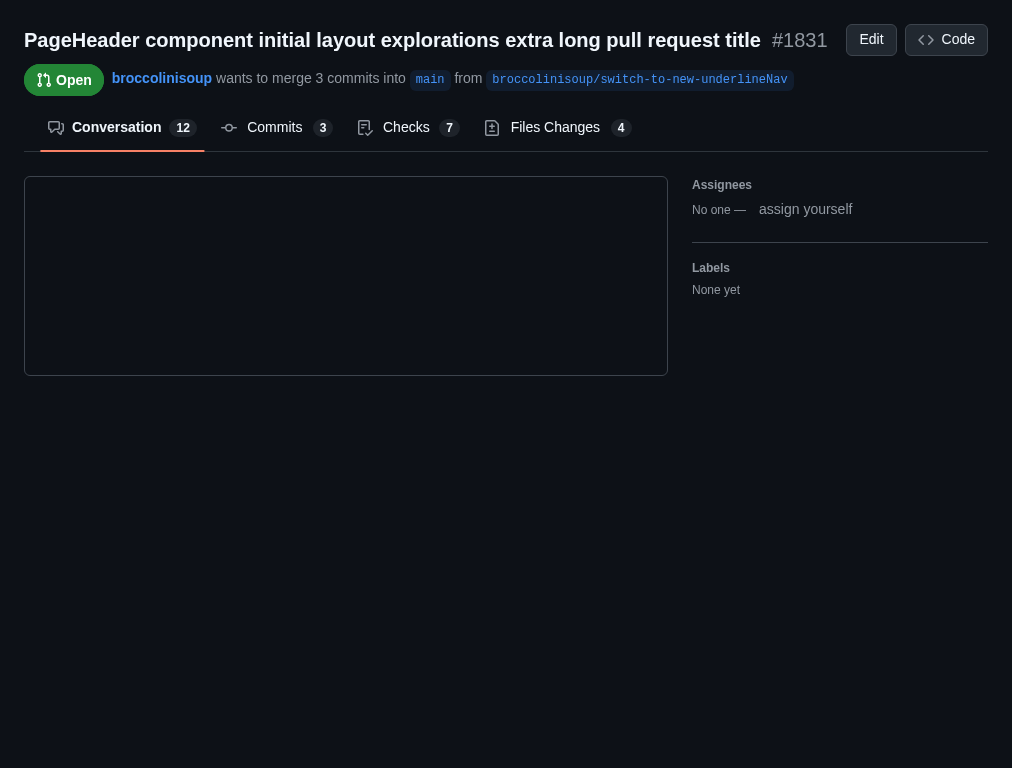 PageHeader component initial layout explorations extra long pull request title #1831 Edit Code
Open broccolinisoup wants to merge 3 commits into main from broccolinisoup/switch-to-new-underlineNav
Conversation 12 Commits 3 Checks 7 Files Changes 4
Assignees
No one — assign yourself
Labels
None yet